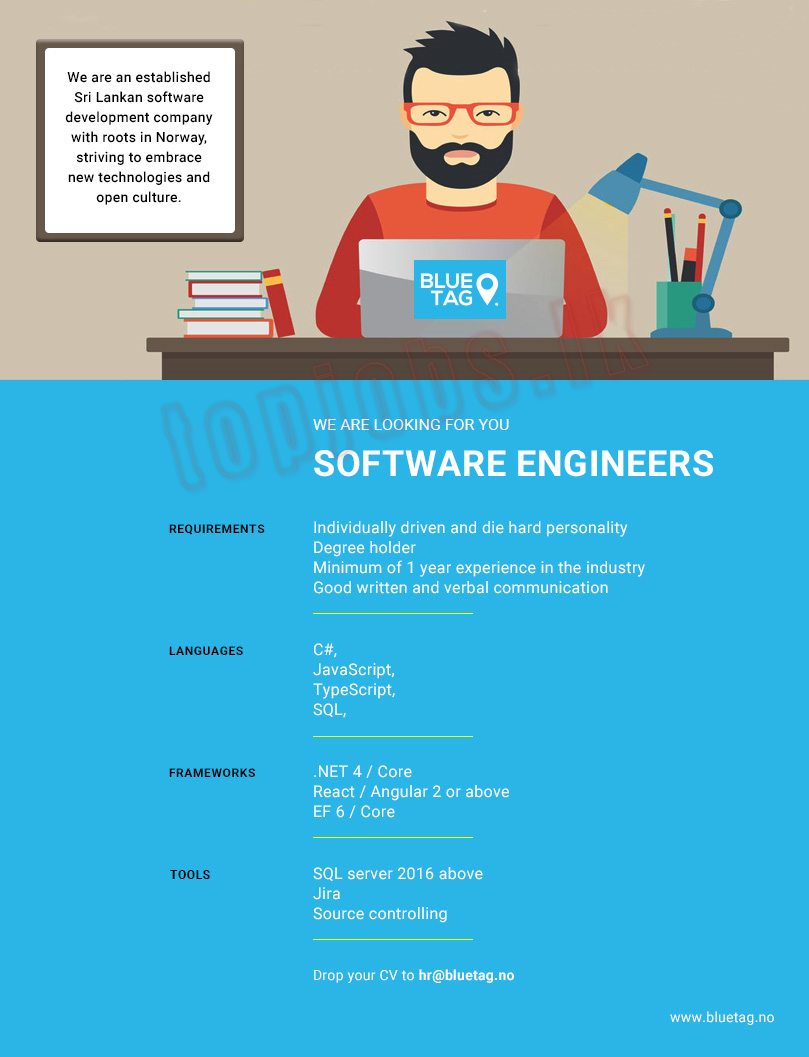 We are an established
Sri Lankan software
development company
with roots in Norway,
striving to embrace
new technologies and
open culture.
BLUE
TAG
topjobs.lk
WE ARE LOOKING FOR YOU
SOFTWARE ENGINEERS
REQUIREMENTS
Individually driven and die hard personality
Degree holder
Minimum of 1 year experience in the industry
Good written and verbal communication
LANGUAGES
C#,
JavaScript,
TypeScript,
SQL,
FRAMEWORKS
.NET 4 / Core
React / Angular 2 or above
EF 6 / Core
TOOLS
SQL server 2016 above
Jira
Source controlling
Drop your CV to hr@bluetag.no
www.bluetag.no